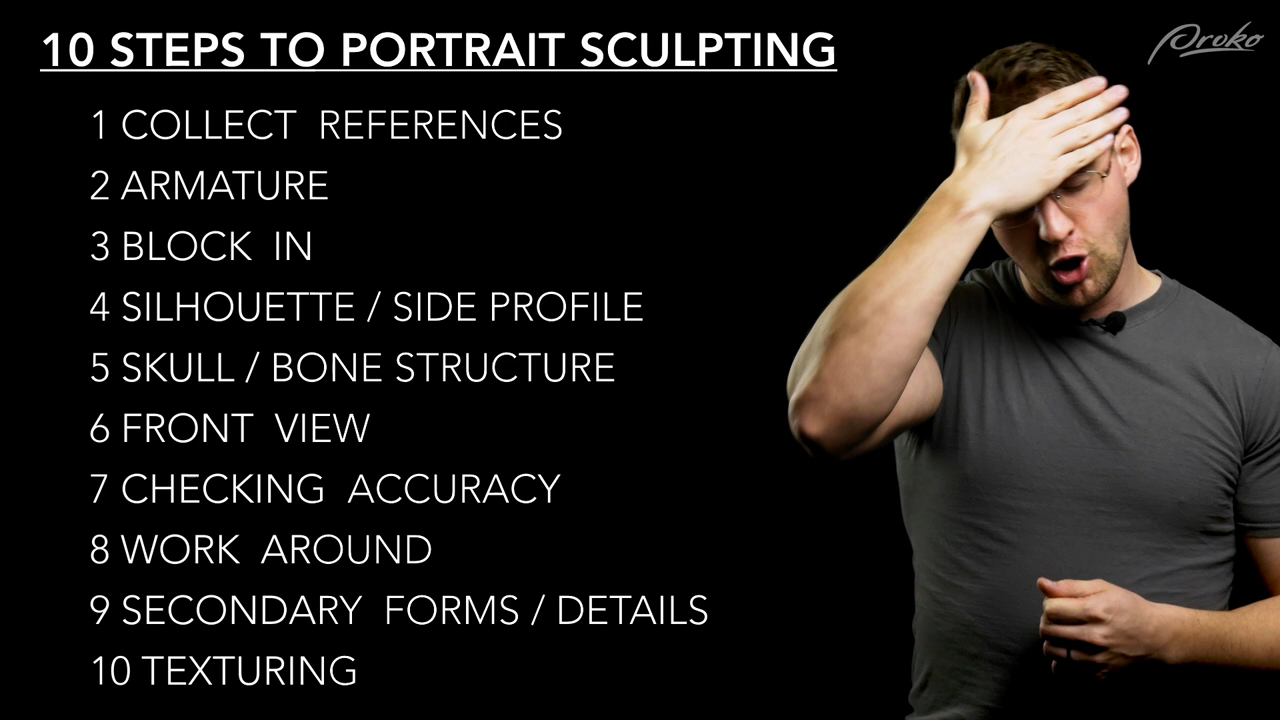 10 STEPS TO PORTRAIT SCULPTING
Proko
1 COLLECT REFERENCES
2 ARMATURE
3 BLOCK IN
4 SILHOUETTE / SIDE PROFILE
5 SKULL / BONE STRUCTURE
6 FRONT VIEW
7 CHECKING ACCURACY
8 WORK AROUND
9 SECONDARY FORMS / DETAILS
10 TEXTURING